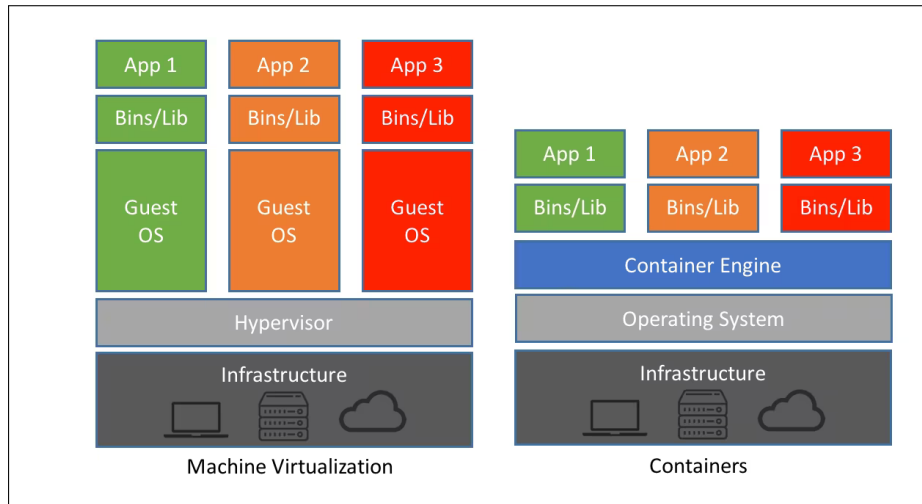 App 1
App 2
App 3
Bins/Lib
Bins/Lib
Bins/Lib
Guest
OS
Guest
OS
Guest
OS
Hypervisor
Infrastructure
Machine Virtualization
App 1
App 2
App 3
Bins/Lib
Bins/Lib
Bins/Lib
Container Engine
Operating System
Infrastructure
Containers